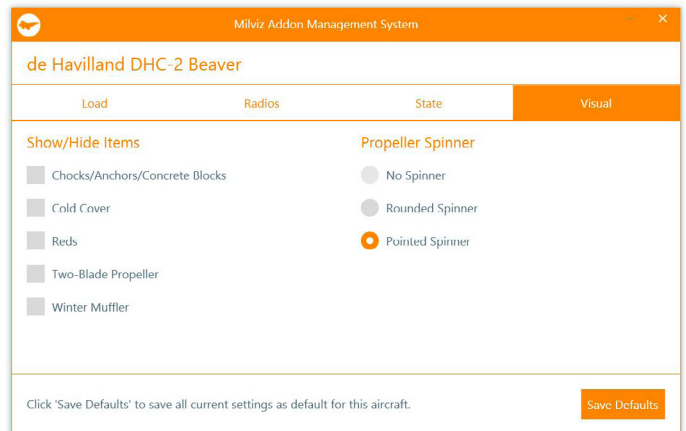 Milviz Addon Management System
de Havilland DHC-2 Beaver
Load Radios State Visual
Show/Hide Items
Chocks/Anchors/Concrete Blocks
Cold Cover
Reds
Two-Blade Propeller
Winter Muffler
Propeller Spinner
No Spinner
Rounded Spinner
Pointed Spinner
Click 'Save Defaults' to save all current settings as default for this aircraft.
Save Defaults